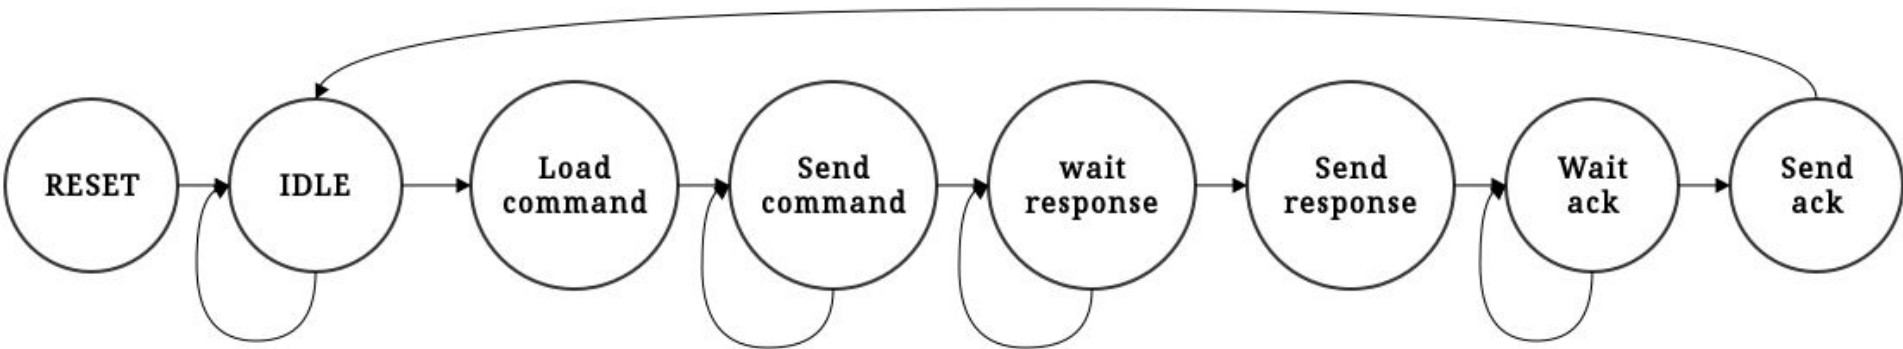 RESET
IDLE
Load
command
Send
command
wait
response
Send
response
Wait
ack
Send
ack